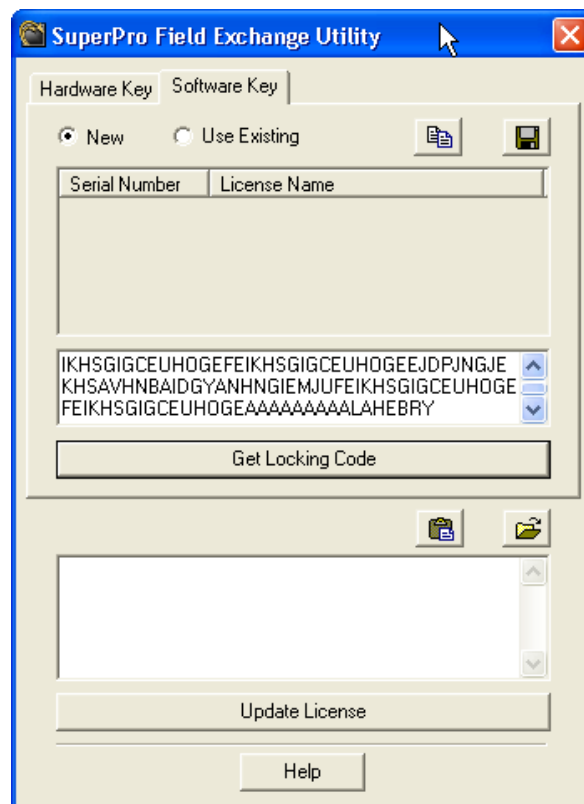 SuperPro Field Exchange Utility
Hardware Key
Software Key
New
Use Existing
Serial Number
License Name
IKHSGIGCEUHOGEFEIKHSGIGCEUHOGEEJDPJNGJE
KHSAVHNBAIDGYANHNGIEMJUFEIKHSGIGCEUHOGE
FEIKHSGIGCEUHOGEAAAAAAAAAALAHEBRY
Get Locking Code
Update License
Help